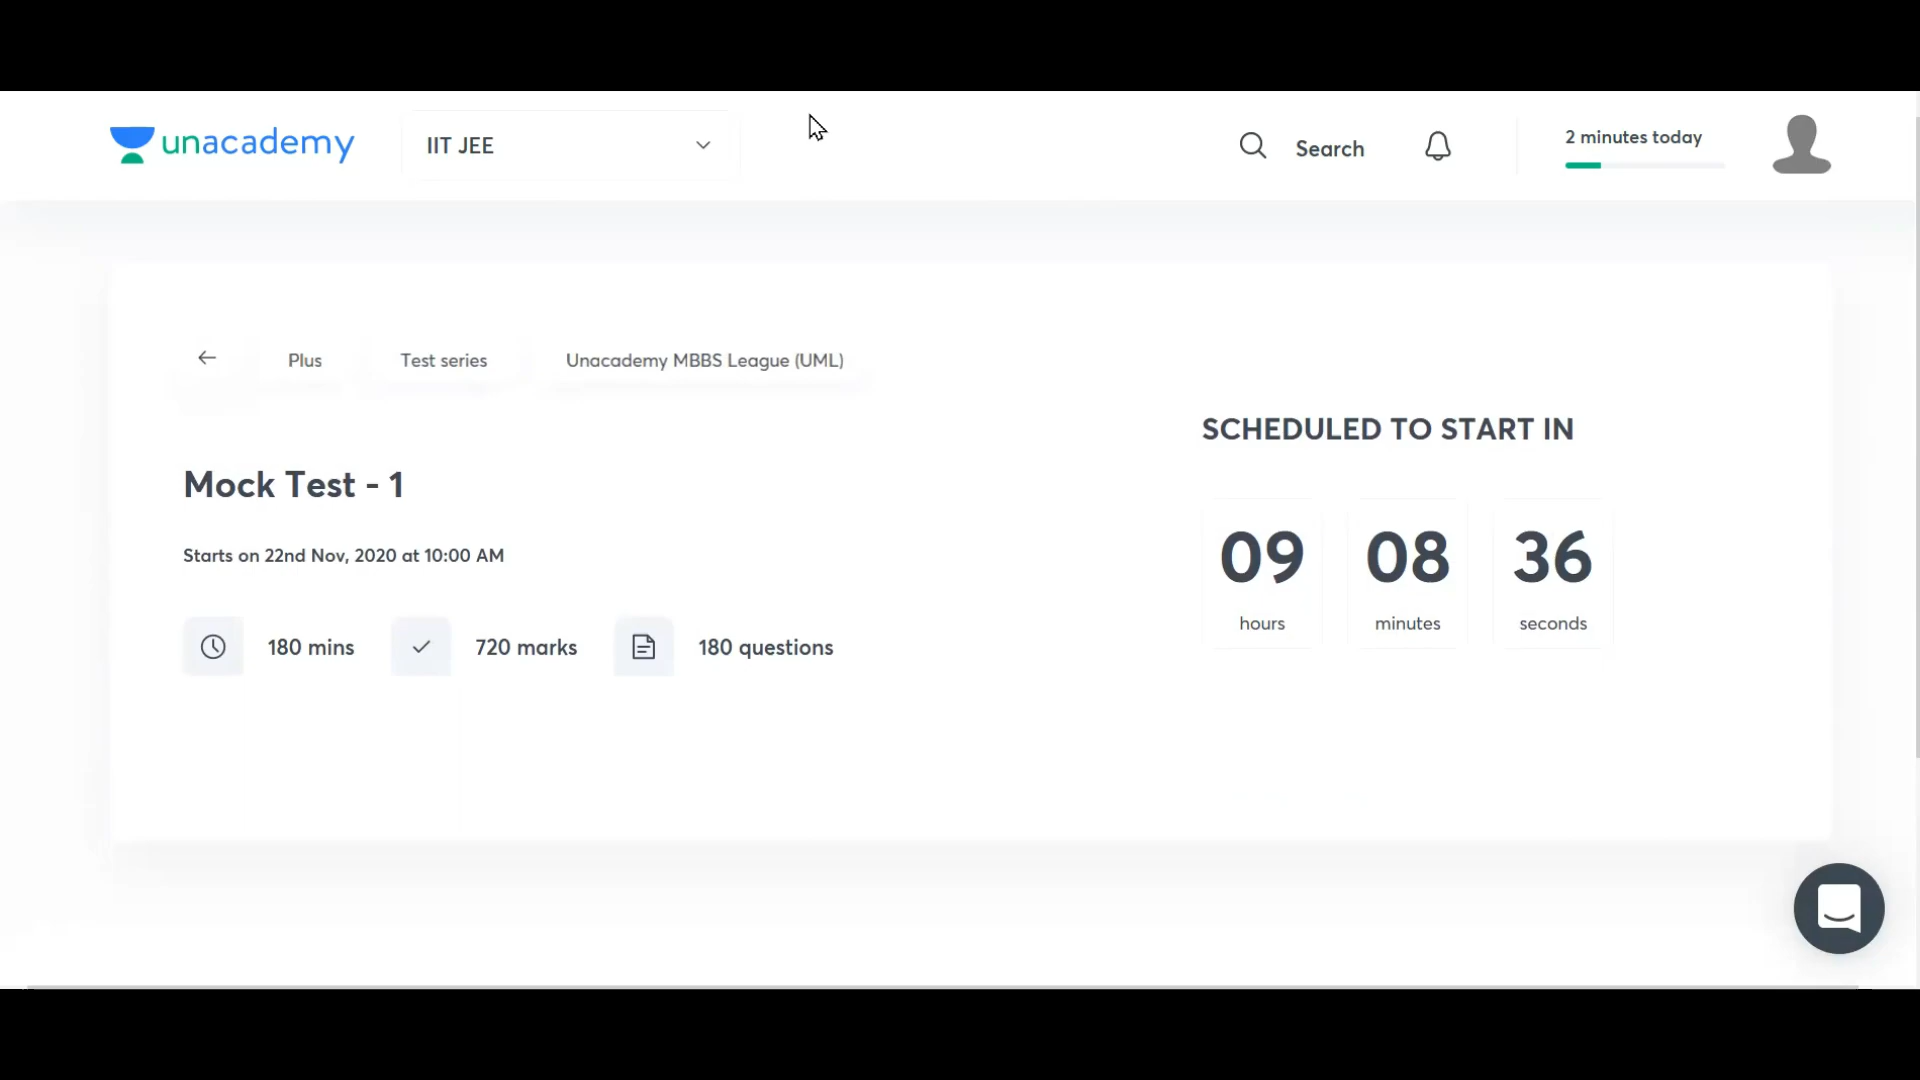 unacademy
IIT JEE
Search
2 minutes today
Plus
Test series
Unacademy MBBS League (UML)
SCHEDULED TO START IN
Mock Test - 1
09
08
36
hours
minutes
seconds
Starts on 22nd Nov, 2020 at 10:00 AM
180 mins
720 marks
180 questions